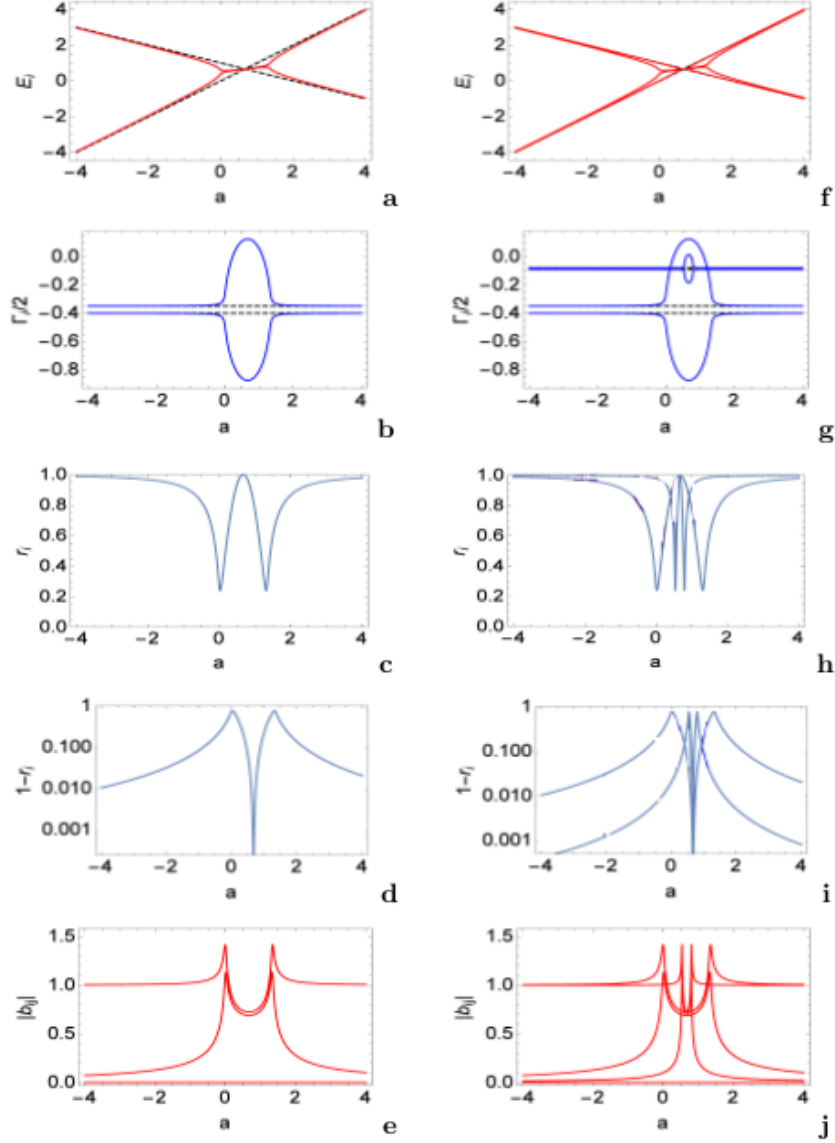 4
2
0
−2
−4
E_i
−4 −2 0 2 4
a
a
4
2
0
−2
−4
E_i
−4 −2 0 2 4
a
f
0.0
−0.2
−0.4
−0.6
−0.8
Γ_i/2
−4 −2 0 2 4
a
b
0.0
−0.2
−0.4
−0.6
−0.8
Γ_i/2
−4 −2 0 2 4
a
g
1.0
0.8
0.6
0.4
0.2
0.0
r_i
−4 −2 0 2 4
a
c
1.0
0.8
0.6
0.4
0.2
0.0
r_i
−4 −2 0 2 4
a
h
1
0.100
0.010
0.001
1−r_i
−4 −2 0 2 4
a
d
1
0.100
0.010
0.001
1−r_i
−4 −2 0 2 4
a
i
1.5
1.0
0.5
0.0
|b_ij|
−4 −2 0 2 4
a
e
1.5
1.0
0.5
0.0
|b_ij|
−4 −2 0 2 4
a
j